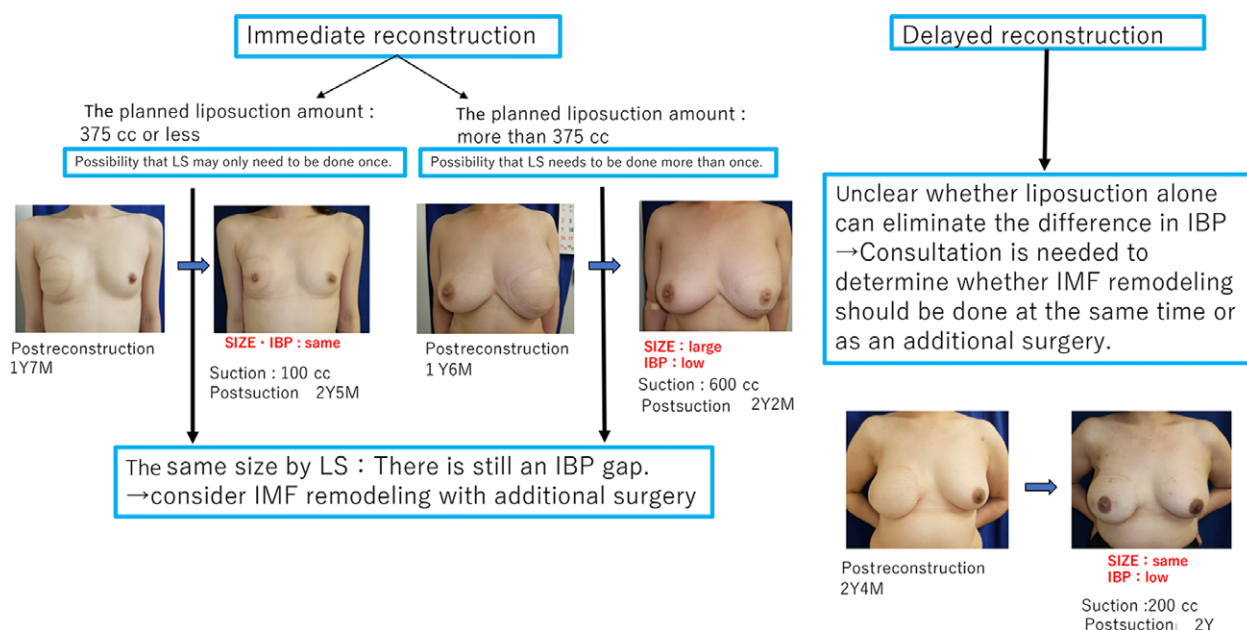 Immediate reconstruction
The planned liposuction amount :
375 cc or less
Possibility that LS may only need to be done once.
The planned liposuction amount :
more than 375 cc
Possibility that LS needs to be done more than once.
Postreconstruction
1Y7M
SIZE・IBP : same
Suction : 100 cc
Postsuction 2Y5M
Postreconstruction
1 Y6M
SIZE : large
IBP : low
Suction : 600 cc
Postsuction 2Y2M
The same size by LS : There is still an IBP gap.
→consider IMF remodeling with additional surgery
Delayed reconstruction
Unclear whether liposuction alone
can eliminate the difference in IBP
→Consultation is needed to
determine whether IMF remodeling
should be done at the same time or
as an additional surgery.
Postreconstruction
2Y4M
SIZE : same
IBP : low
Suction :200 cc
Postsuction 2Y